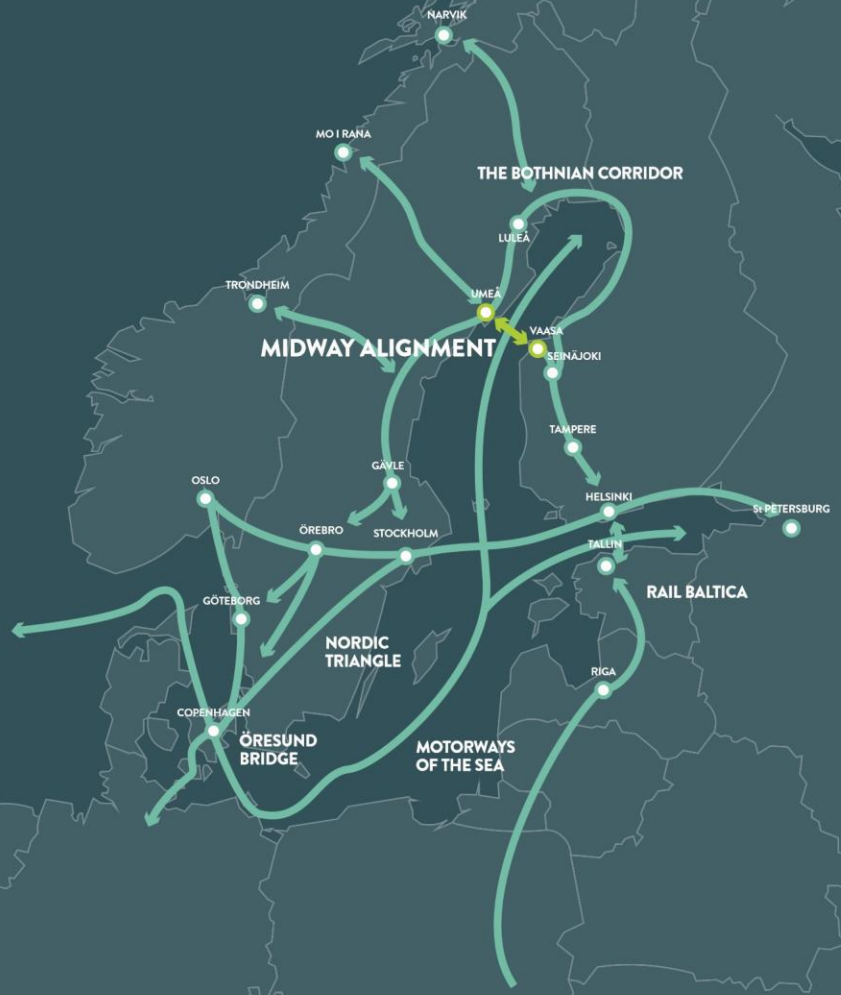 NARVIK
MO I RANA
THE BOTHNIAN CORRIDOR
LULEÅ
TRONDHEIM
UMEÅ
VAASA
MIDWAY ALIGNMENT
SEINÄJOKI
TAMPERE
GÄVLE
OSLO
HELSINKI
ÖREBRO
STOCKHOLM
St PETERSBURG
TALLIN
RAIL BALTICA
GÖTEBORG
NORDIC
TRIANGLE
RIGA
COPENHAGEN
ÖRESUND
BRIDGE
MOTORWAYS
OF THE SEA